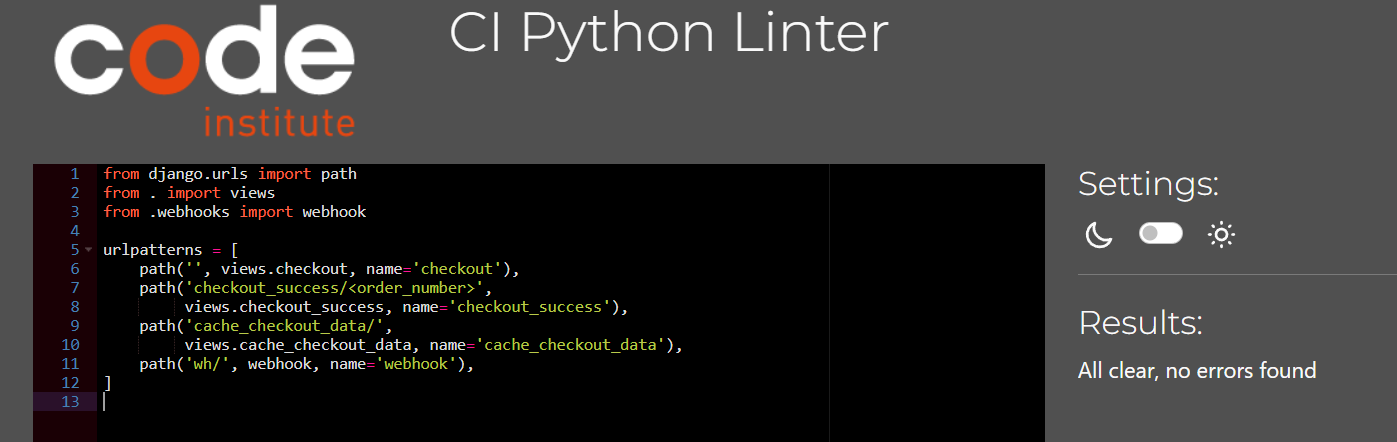 code
institute
CI Python Linter
1 from django.urls import path
2 from . import views
3 from .webhooks import webhook
4
5 urlpatterns = [
6     path('', views.checkout, name='checkout'),
7     path('checkout_success/<order_number>',
8          views.checkout_success, name='checkout_success'),
9     path('cache_checkout_data/',
10          views.cache_checkout_data, name='cache_checkout_data'),
11     path('wh/', webhook, name='webhook'),
12 ]
13
Settings:
Results:
All clear, no errors found